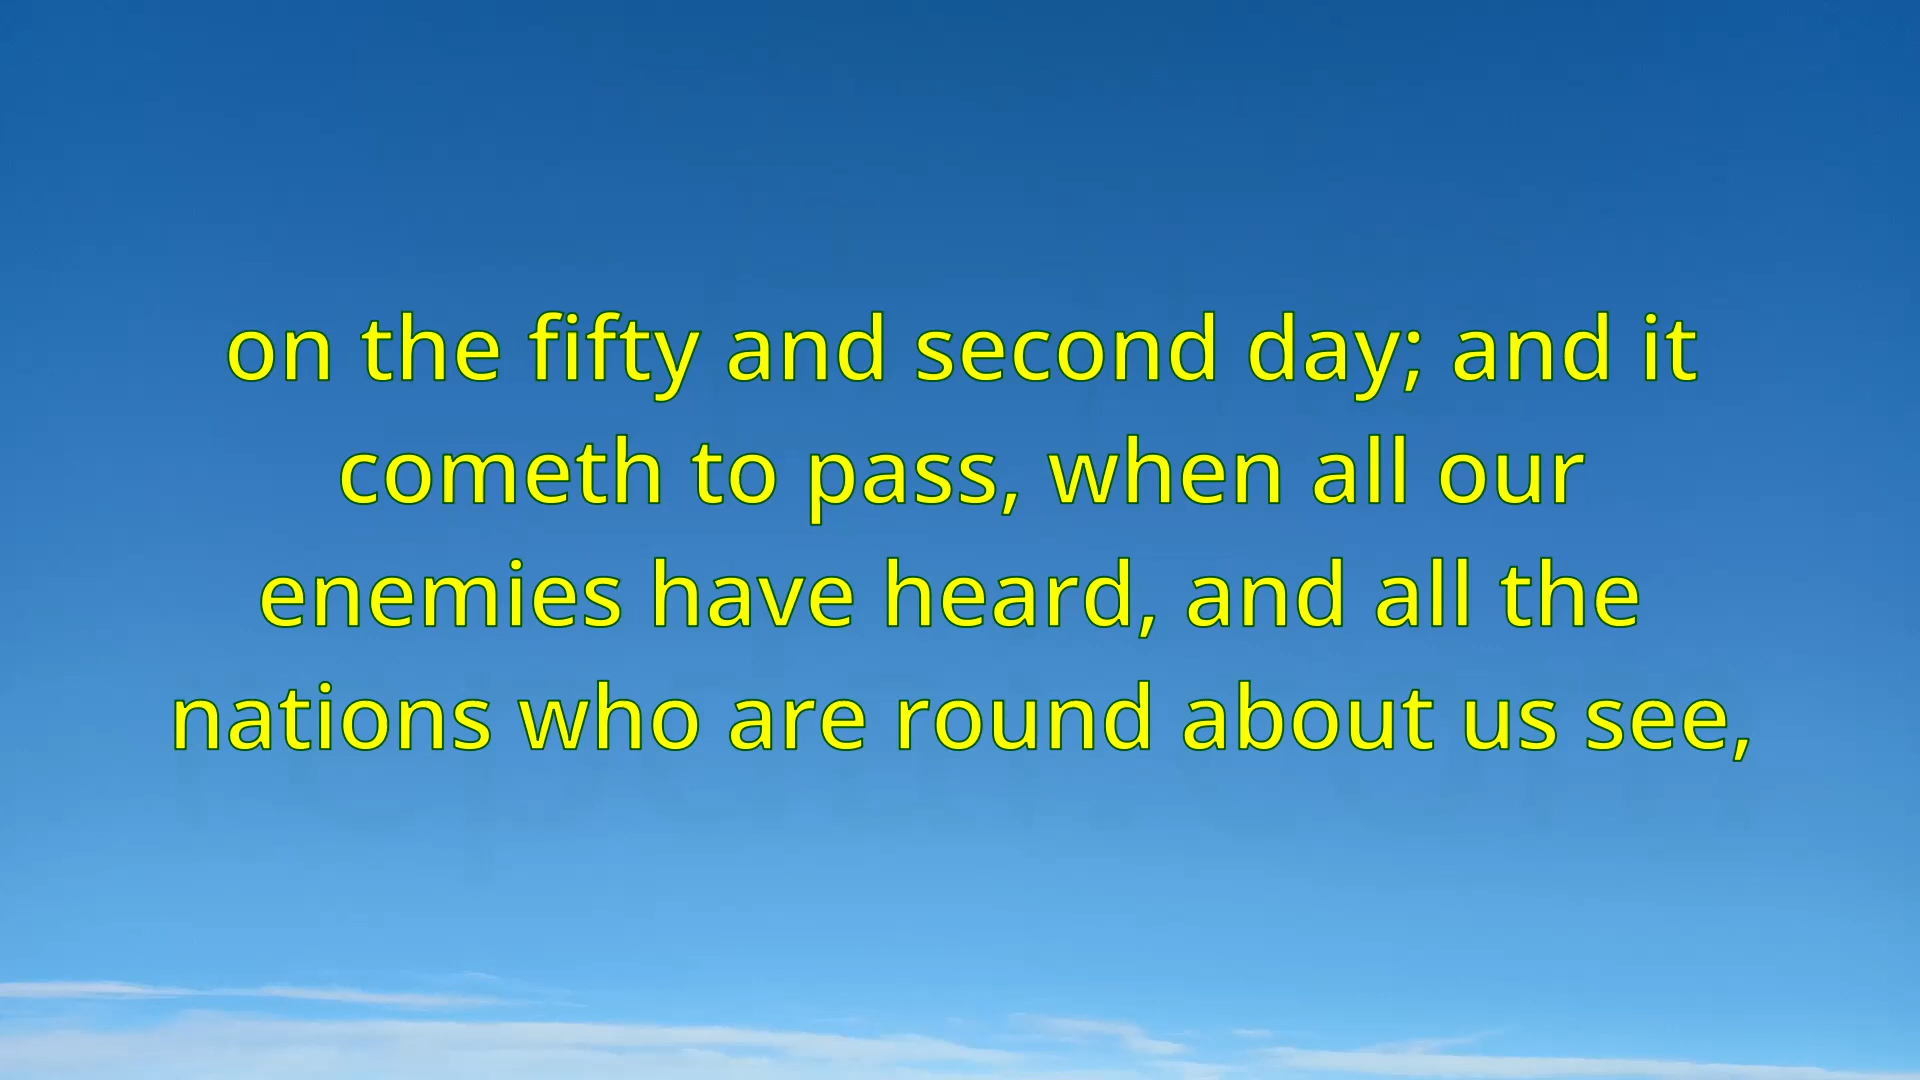 on the fifty and second day; and it
cometh to pass, when all our
enemies have heard, and all the
nations who are round about us see,